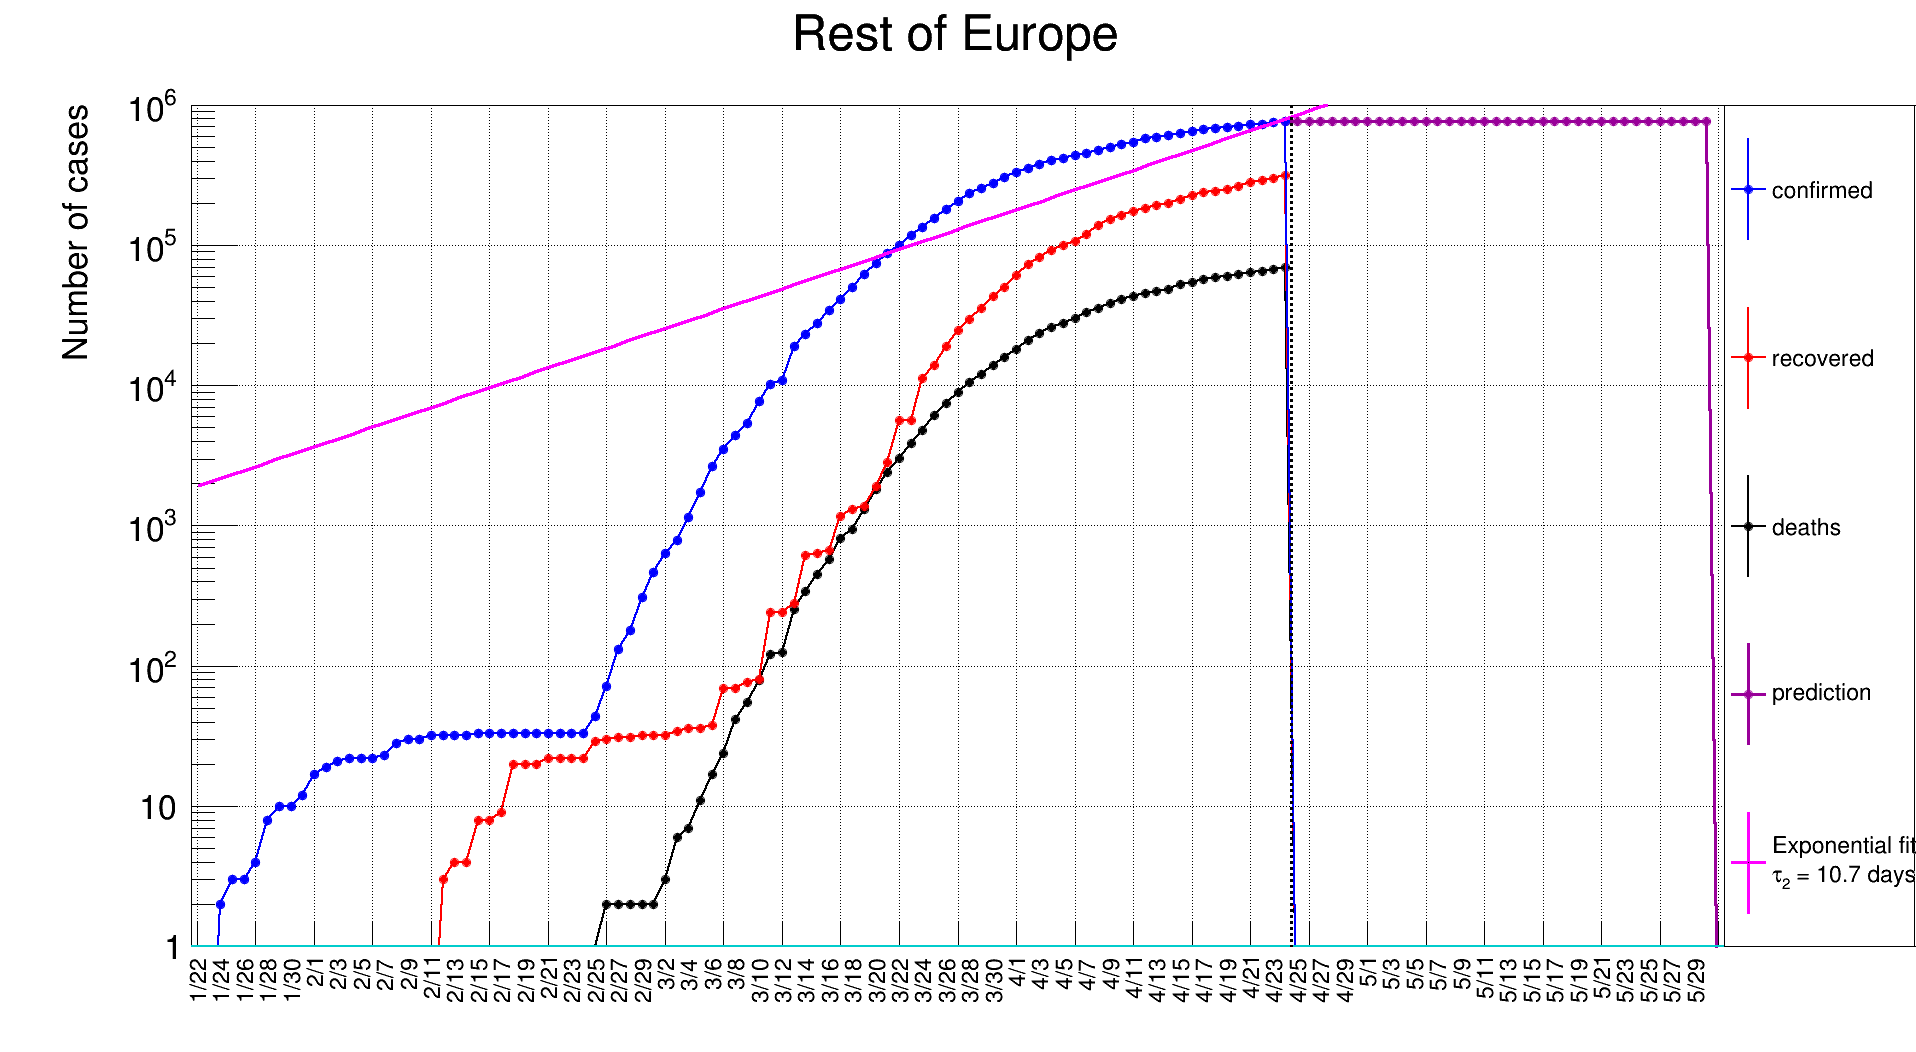 Rest of Europe
Number of cases
10^6
10^5
10^4
10^3
10^2
10
1
1/22 1/24 1/26 1/28 1/30 2/1 2/3 2/5 2/7 2/9 2/11 2/13 2/15 2/17 2/19 2/21 2/23 2/25 2/27 2/29 3/2 3/4 3/6 3/8 3/10 3/12 3/14 3/16 3/18 3/20 3/22 3/24 3/26 3/28 3/30 4/1 4/3 4/5 4/7 4/9 4/11 4/13 4/15 4/17 4/19 4/21 4/23 4/25 4/27 4/29 5/1 5/3 5/5 5/7 5/9 5/11 5/13 5/15 5/17 5/19 5/21 5/23 5/25 5/27 5/29
confirmed
recovered
deaths
prediction
Exponential fit
τ₂ = 10.7 days